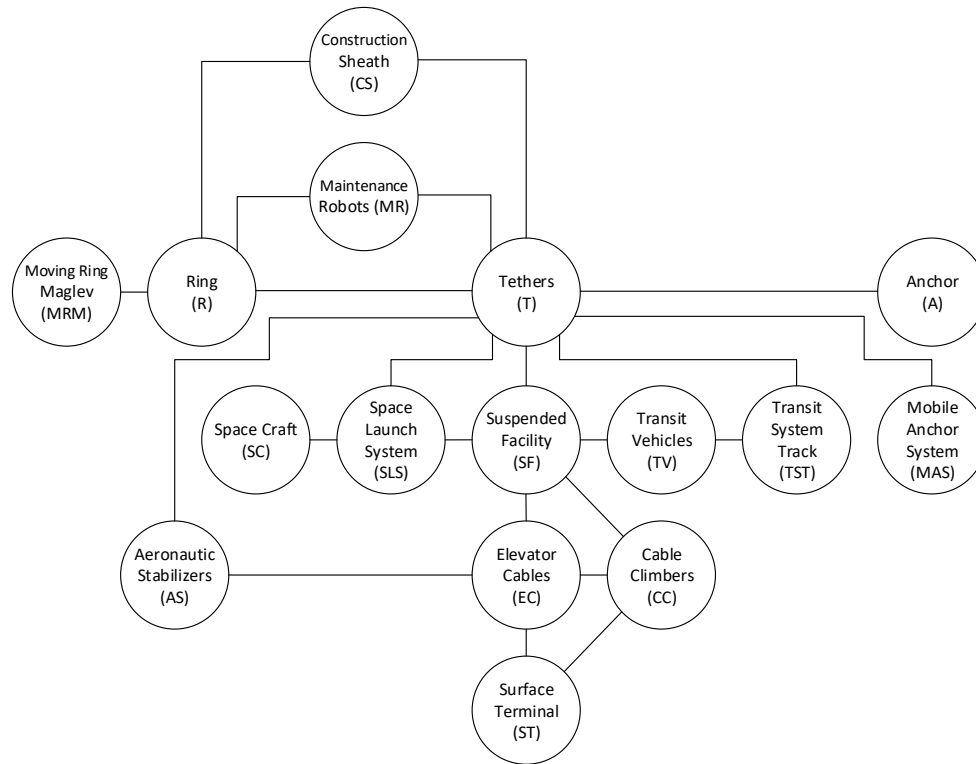 Construction
Sheath
(CS)
Maintenance
Robots (MR)
Moving Ring
Maglev
(MRM)
Ring
(R)
Tethers
(T)
Anchor
(A)
Space Craft
(SC)
Space
Launch
System
(SLS)
Suspended
Facility
(SF)
Transit
Vehicles
(TV)
Transit
System
Track
(TST)
Mobile
Anchor
System
(MAS)
Aeronautic
Stabilizers
(AS)
Elevator
Cables
(EC)
Cable
Climbers
(CC)
Surface
Terminal
(ST)